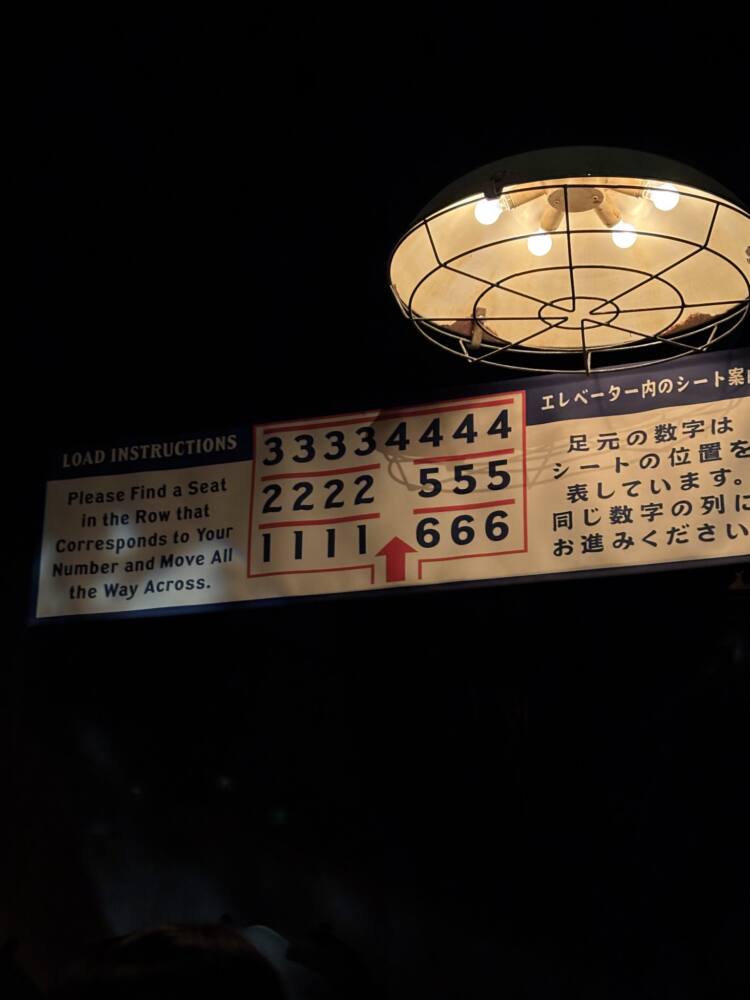 LOAD INSTRUCTIONS
Please Find a Seat
in the Row that
Corresponds to Your
Number and Move All
the Way Across.
33334444
2222 555
1111 666
エレベーター内のシート案
足元の数字は
シートの位置を
表しています。
同じ数字の列に
お進みください